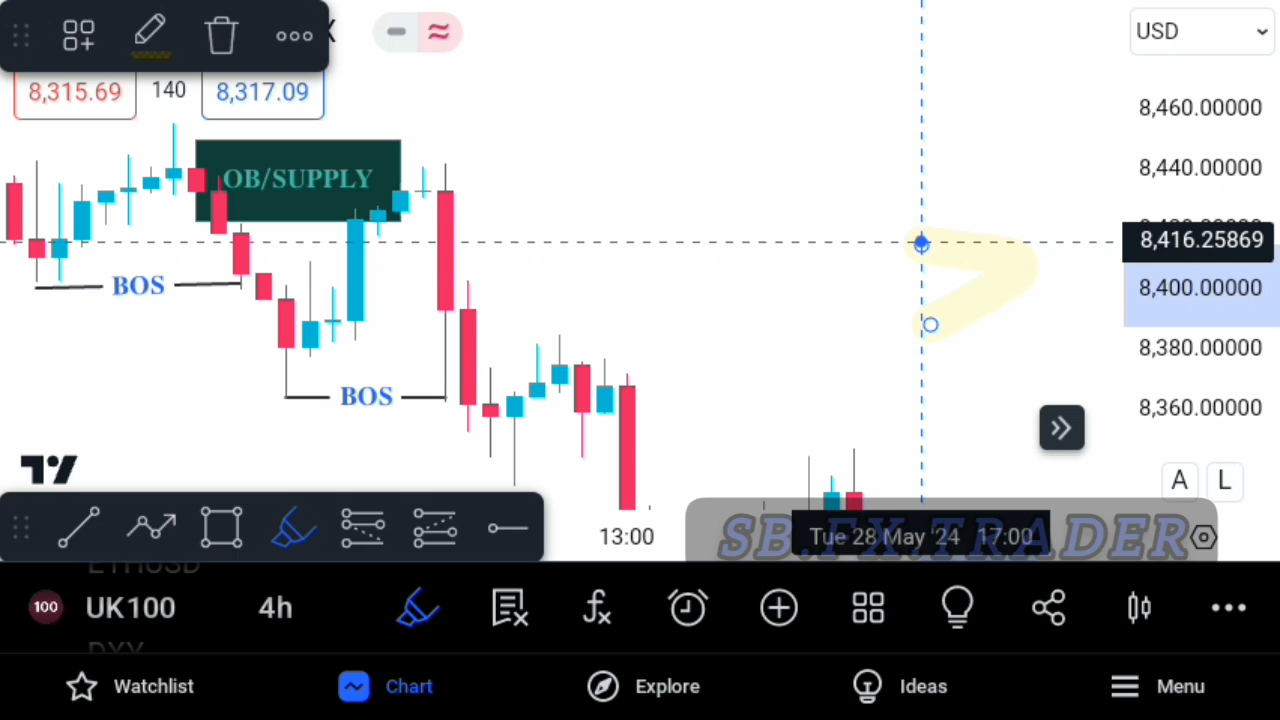 X
USD
8,315.69 140 8,317.09
8,460.00000
8,440.00000
OB/SUPPLY
8,416.25869
BOS
8,400.00000
8,380.00000
BOS
8,360.00000
A L
13:00
SB.FX.TRADER
Tue 28 May '24 17:00
ETHUSD
100 UK100 4h
DXY
Watchlist Chart Explore Ideas Menu